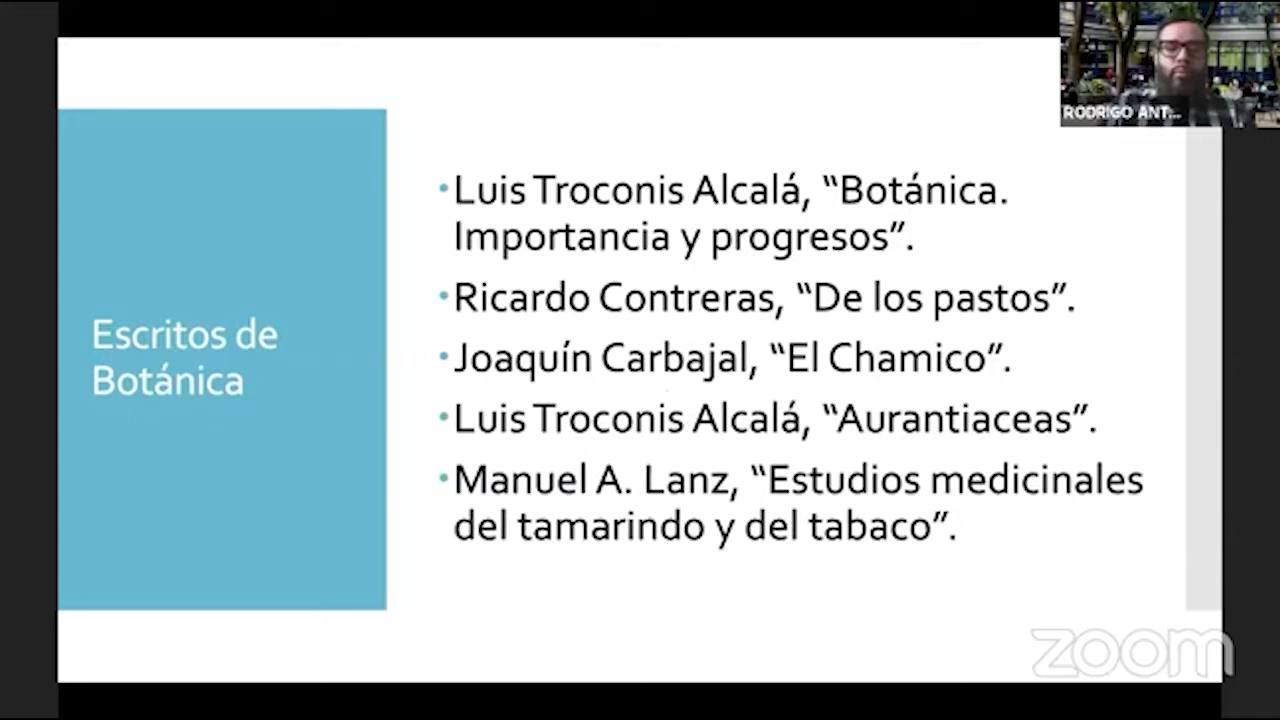 RODRIGO ANT...
Escritos de
Botánica
•Luis Troconis Alcalá, “Botánica.
Importancia y progresos”.
•Ricardo Contreras, “De los pastos”.
•Joaquín Carbajal, “El Chamico”.
•Luis Troconis Alcalá, “Aurantiaceas”.
•Manuel A. Lanz, “Estudios medicinales
del tamarindo y del tabaco”.
zoom